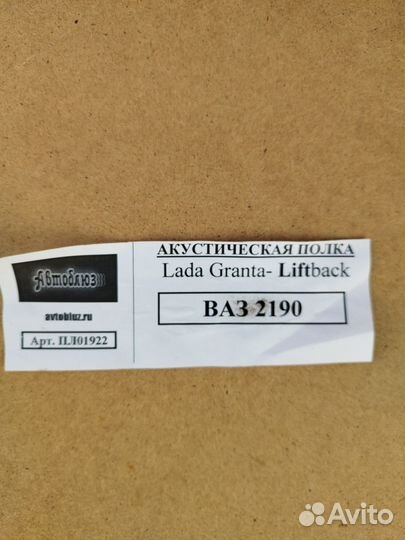 АКУСТИЧЕСКАЯ ПОЛКА
Lada Granta- Liftback
ВАЗ 2190
Автоблюз
avtobluz.ru
Арт. ПЛ01922
Avito